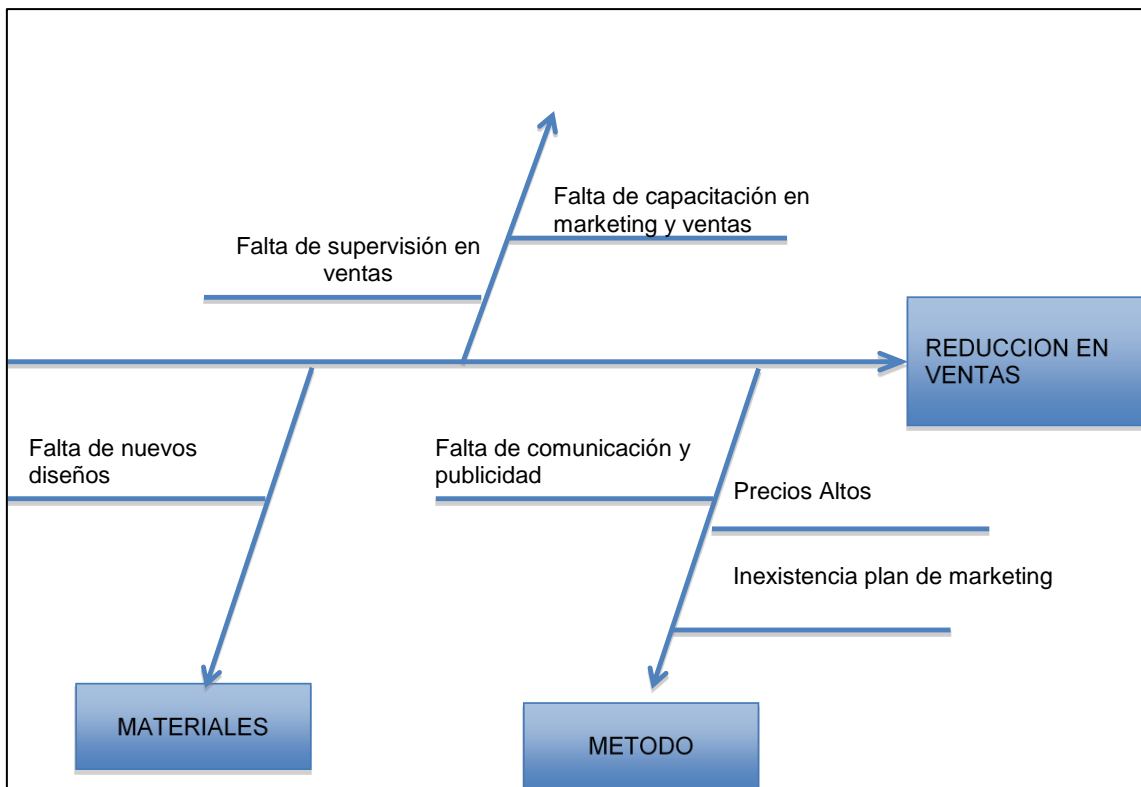 Falta de capacitación en
marketing y ventas
Falta de supervisión en
ventas
REDUCCION EN
VENTAS
Falta de nuevos
diseños
Falta de comunicación y
publicidad
Precios Altos
Inexistencia plan de marketing
MATERIALES
METODO